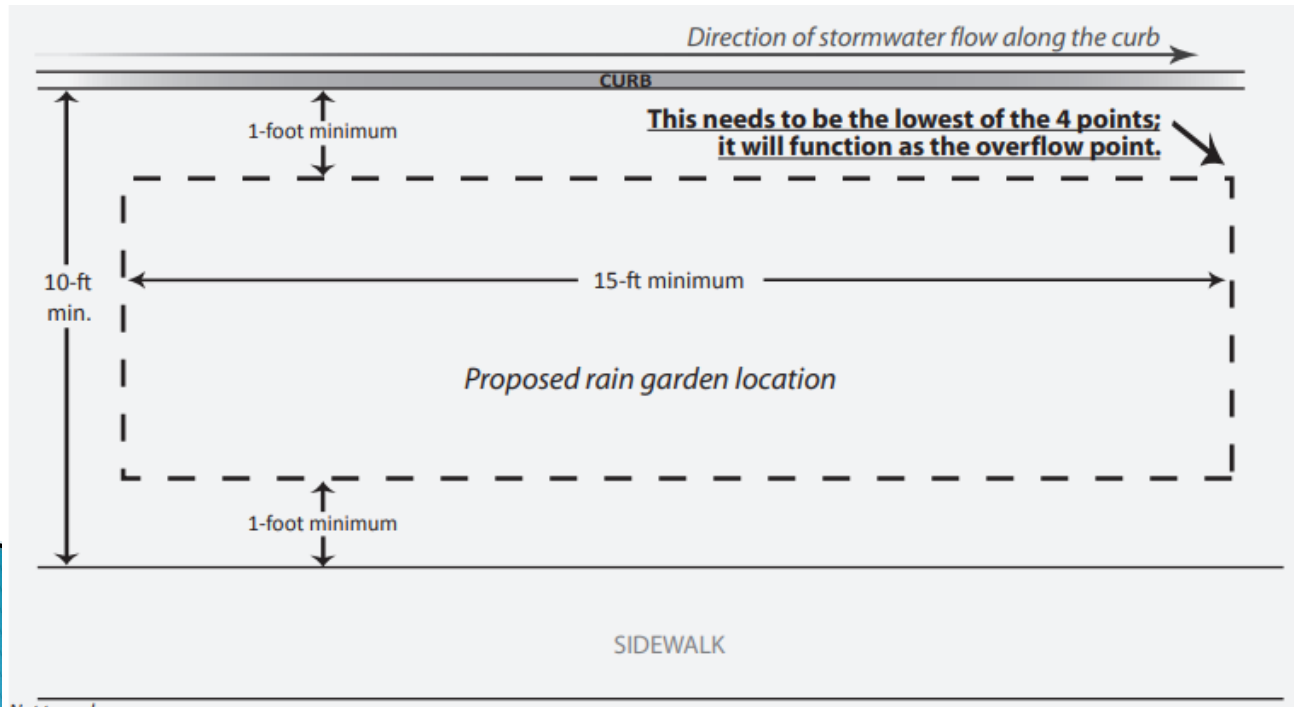 Direction of stormwater flow along the curb
CURB
1-foot minimum
This needs to be the lowest of the 4 points;
it will function as the overflow point.
10-ft
min.
15-ft minimum
Proposed rain garden location
1-foot minimum
SIDEWALK